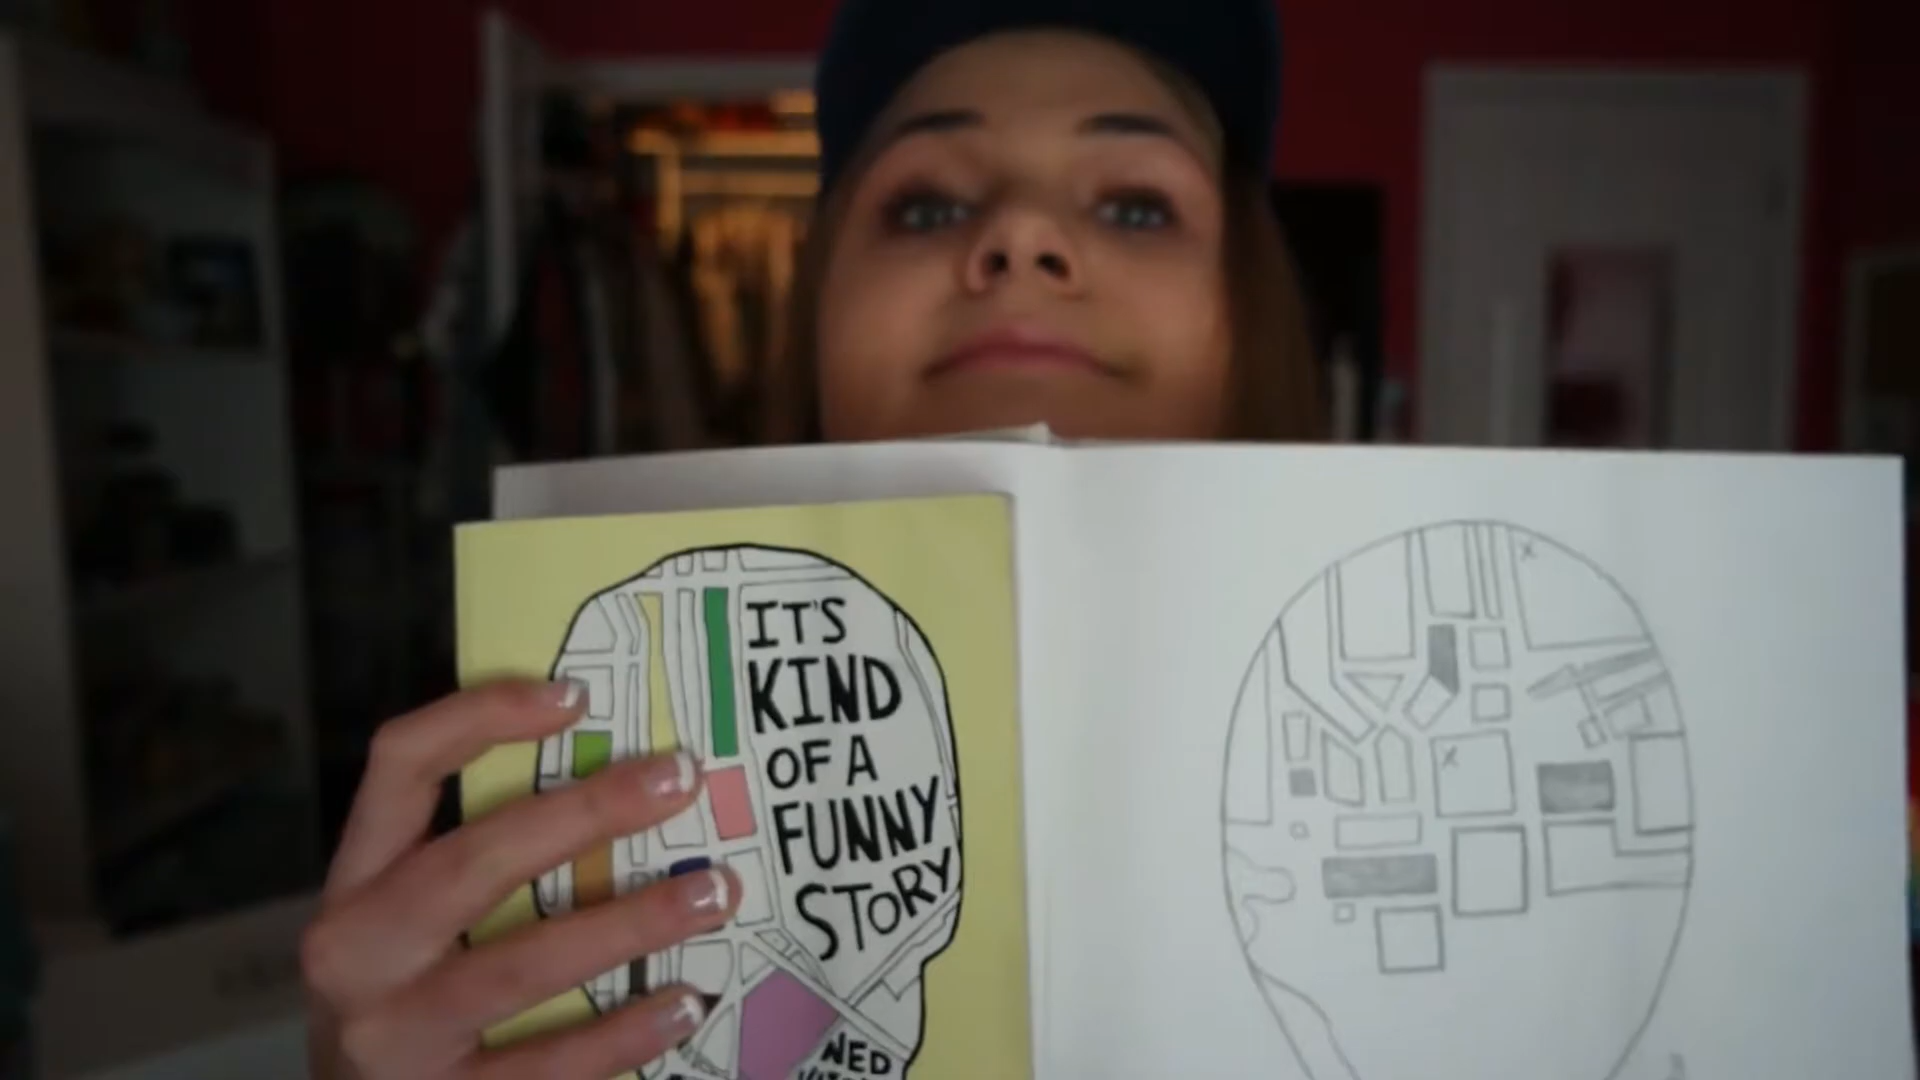 IT'S
KIND
OF A
FUNNY
STORY
NED
X
X